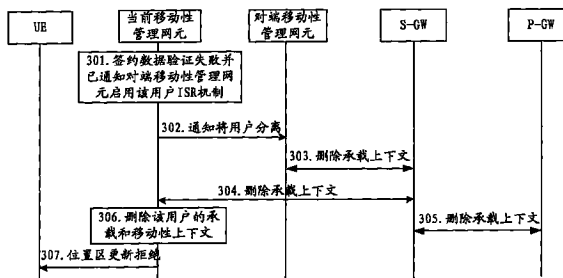 UE
当前移动性
管理网元
对端移动性
管理网元
S-GW
P-GW
301.签约数据验证失败并
已通知对端移动性管理网
元启用该用户ISR机制
302.通知将用户分离
303.删除承载上下文
304.删除承载上下文
305.删除承载上下文
306.删除该用户的承
载和移动性上下文
307.位置区更新拒绝